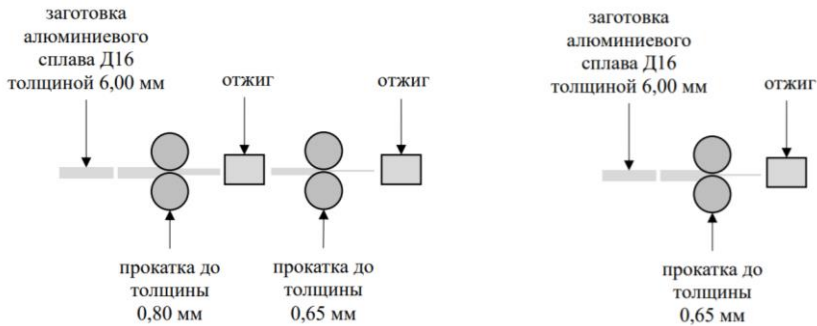 заготовка
алюминиевого
сплава Д16
толщиной 6,00 мм
отжиг
отжиг
прокатка до
толщины
0,80 мм
прокатка до
толщины
0,65 мм
заготовка
алюминиевого
сплава Д16
толщиной 6,00 мм
отжиг
прокатка до
толщины
0,65 мм